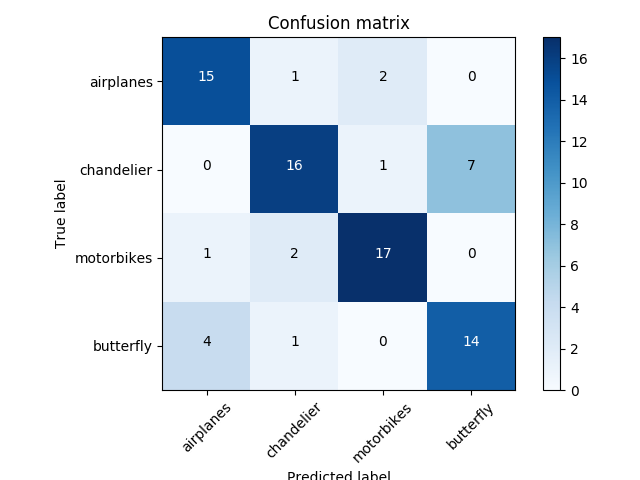 Confusion matrix
airplanes 15 1 2 0
chandelier 0 16 1 7
motorbikes 1 2 17 0
butterfly 4 1 0 14
True label
airplanes chandelier motorbikes butterfly
Predicted label
16
14
12
10
8
6
4
2
0